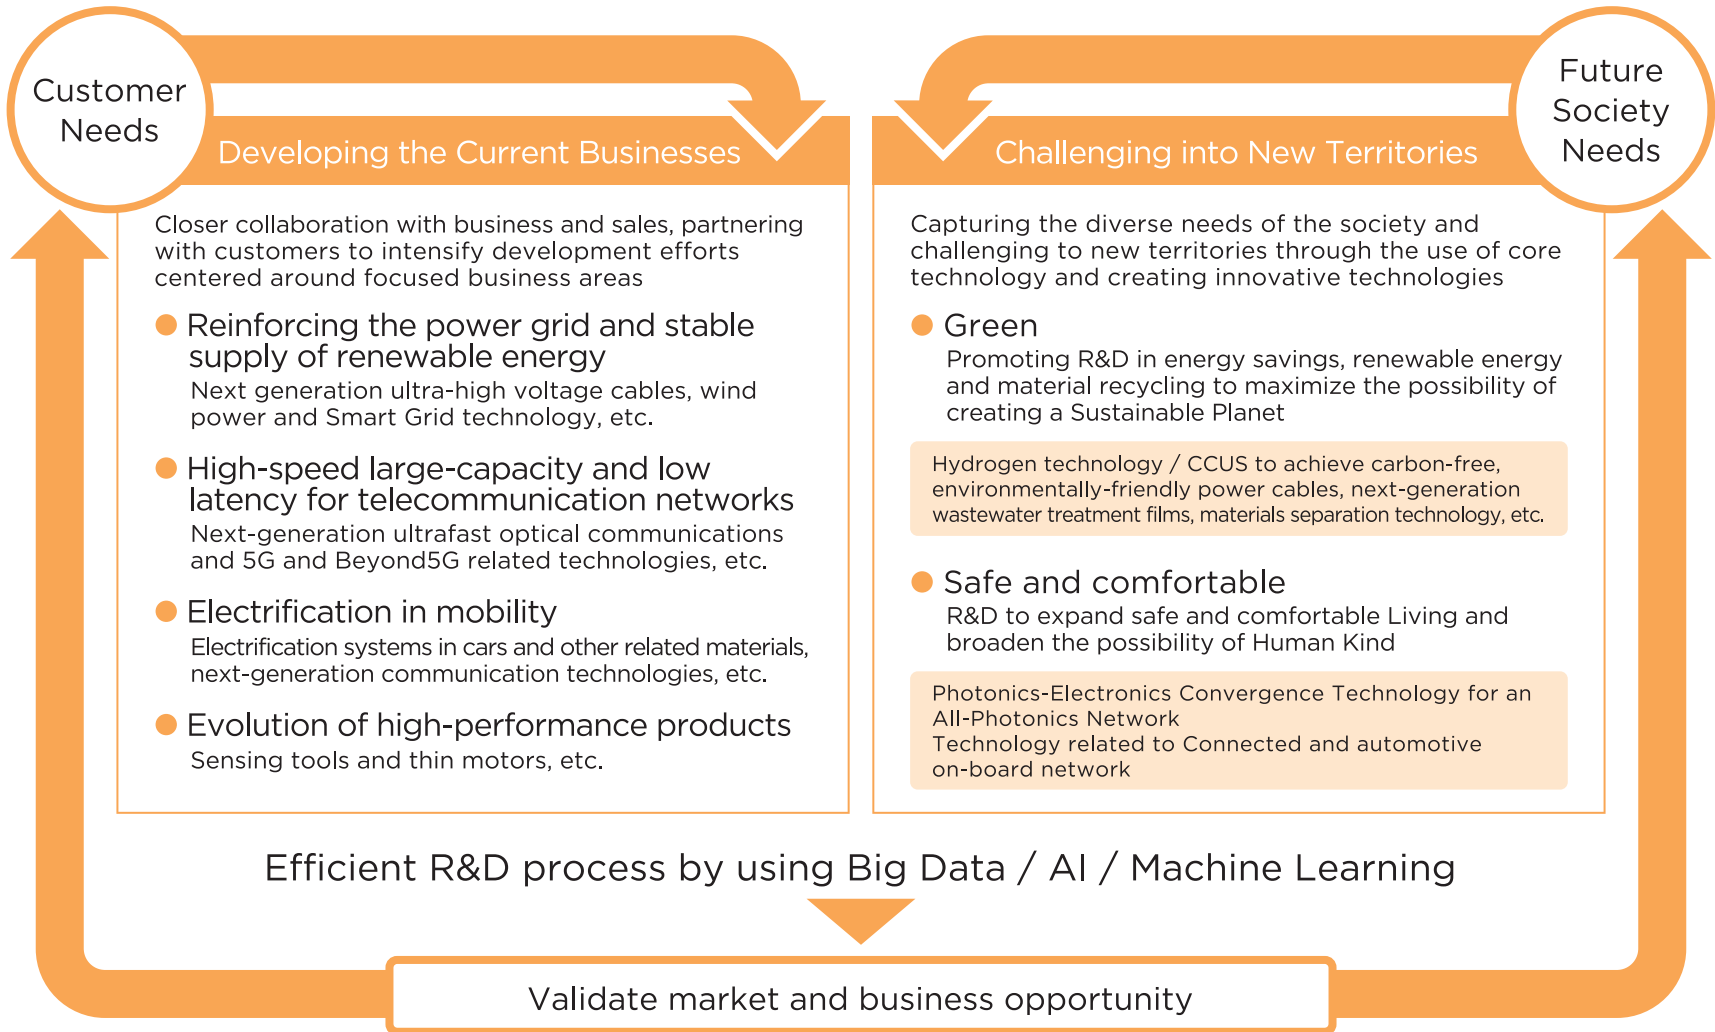 Customer
Needs
Developing the Current Businesses
Closer collaboration with business and sales, partnering
with customers to intensify development efforts
centered around focused business areas
● Reinforcing the power grid and stable
supply of renewable energy
Next generation ultra-high voltage cables, wind
power and Smart Grid technology, etc.
● High-speed large-capacity and low
latency for telecommunication networks
Next-generation ultrafast optical communications
and 5G and Beyond5G related technologies, etc.
● Electrification in mobility
Electrification systems in cars and other related materials,
next-generation communication technologies, etc.
● Evolution of high-performance products
Sensing tools and thin motors, etc.
Future
Society
Needs
Challenging into New Territories
Capturing the diverse needs of the society and
challenging to new territories through the use of core
technology and creating innovative technologies
● Green
Promoting R&D in energy savings, renewable energy
and material recycling to maximize the possibility of
creating a Sustainable Planet
Hydrogen technology / CCUS to achieve carbon-free,
environmentally-friendly power cables, next-generation
wastewater treatment films, materials separation technology, etc.
● Safe and comfortable
R&D to expand safe and comfortable Living and
broaden the possibility of Human Kind
Photonics-Electronics Convergence Technology for an
All-Photonics Network
Technology related to Connected and automotive
on-board network
Efficient R&D process by using Big Data / AI / Machine Learning
Validate market and business opportunity